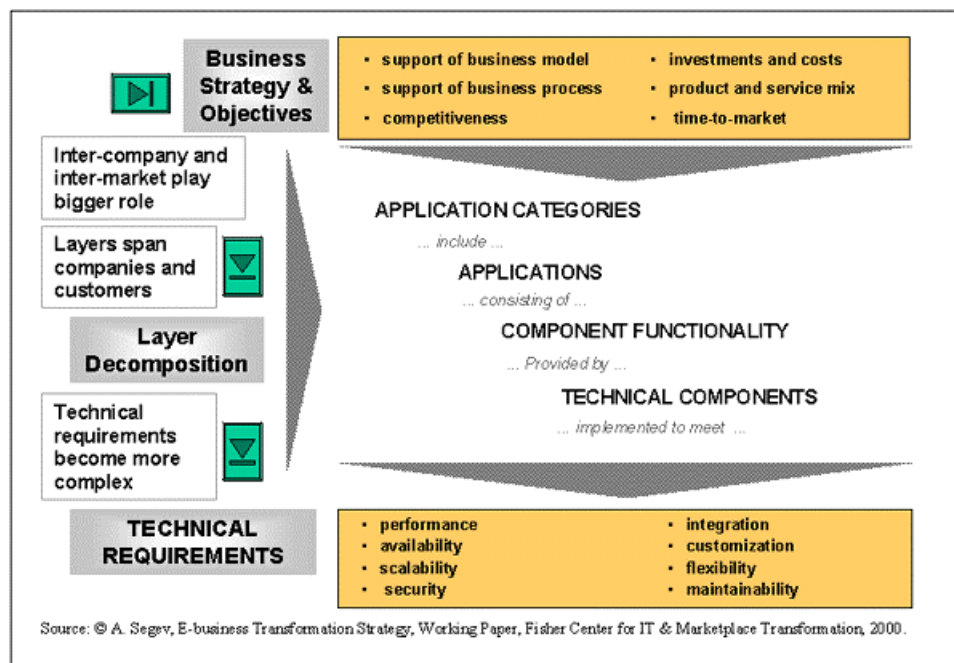 Business
Strategy &
Objectives
• support of business model
• support of business process
• competitiveness
• investments and costs
• product and service mix
• time-to-market
Inter-company and
inter-market play
bigger role
Layers span
companies and
customers
Layer
Decomposition
Technical
requirements
become more
complex
APPLICATION CATEGORIES
... include ...
APPLICATIONS
... consisting of ...
COMPONENT FUNCTIONALITY
... Provided by ...
TECHNICAL COMPONENTS
... implemented to meet ...
TECHNICAL
REQUIREMENTS
• performance
• availability
• scalability
• security
• integration
• customization
• flexibility
• maintainability
Source: © A. Segev, E-business Transformation Strategy, Working Paper, Fisher Center for IT & Marketplace Transformation, 2000.